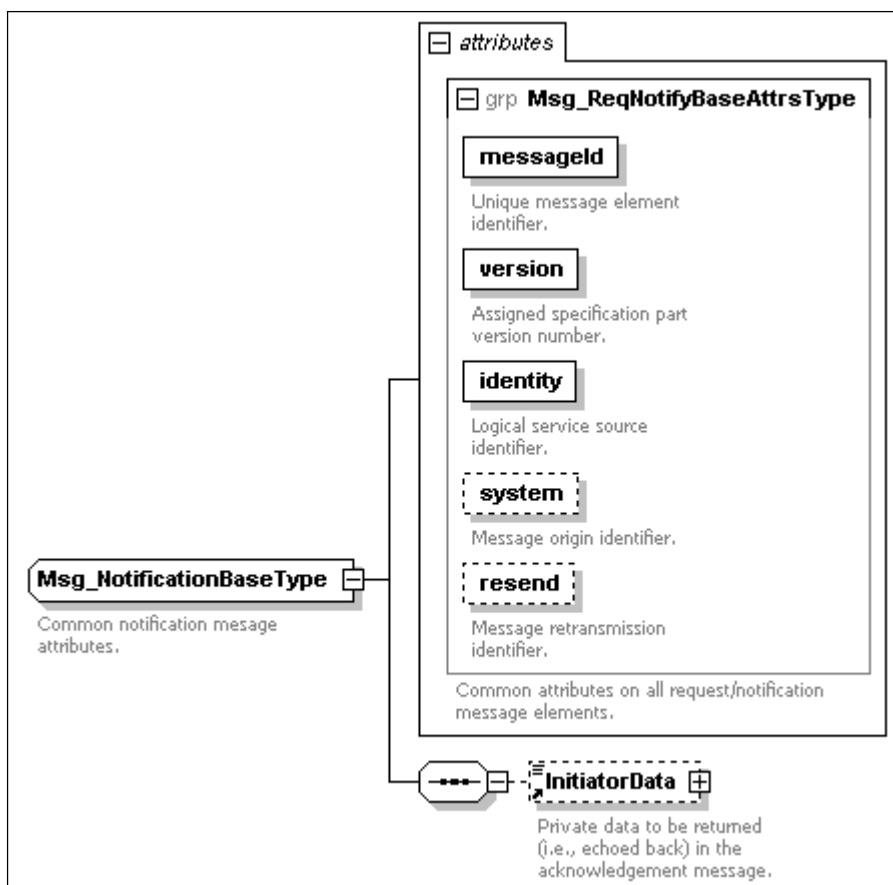 attributes
grp Msg_ReqNotifyBaseAttrsType
messageId
Unique message element
identifier.
version
Assigned specification part
version number.
identity
Logical service source
identifier.
system
Message origin identifier.
resend
Message retransmission
identifier.
Common attributes on all request/notification
message elements.
Msg_NotificationBaseType
Common notification mesage
attributes.
InitiatorData
Private data to be returned
(i.e., echoed back) in the
acknowledgement message.